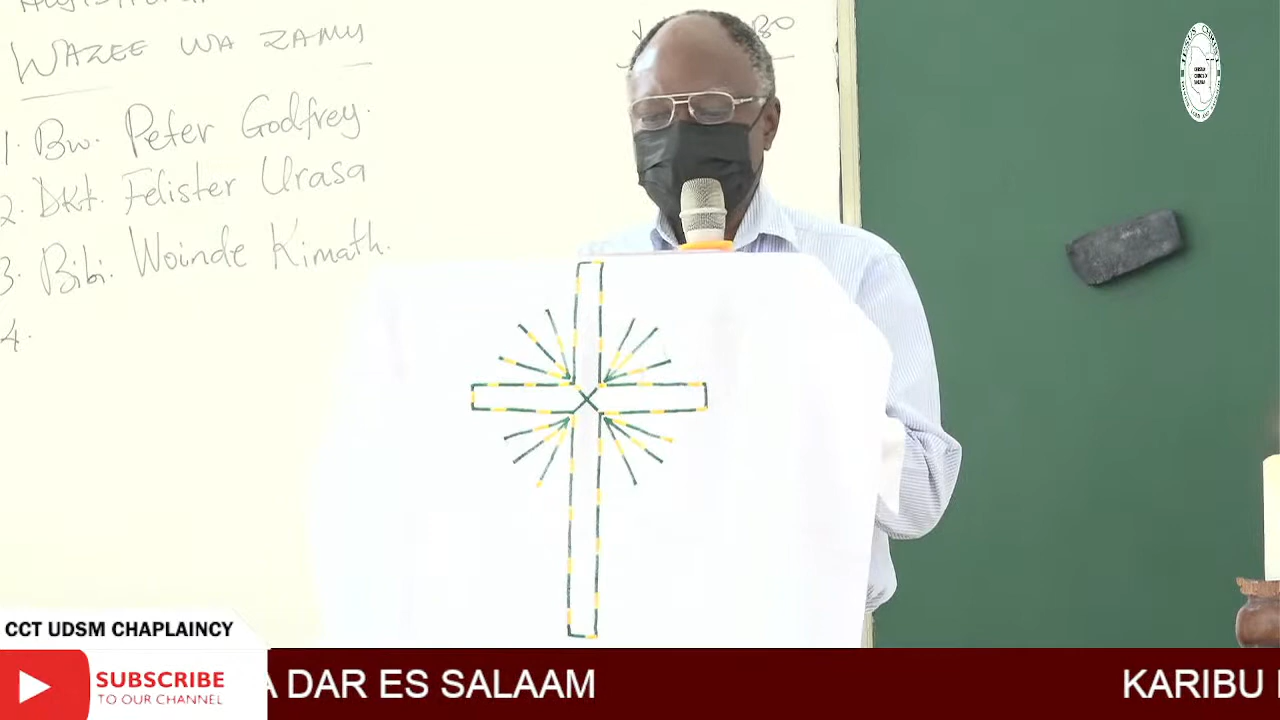 WAZEE WA ZAMU
1. Bw. Peter Godfrey.
2. Dkt. Felister Urasa
3 Bibi. Woinde Kimath.
4.
80
CCT UDSM CHAPLAINCY
SUBSCRIBE
TO OUR CHANNEL
A DAR ES SALAAM
KARIBU